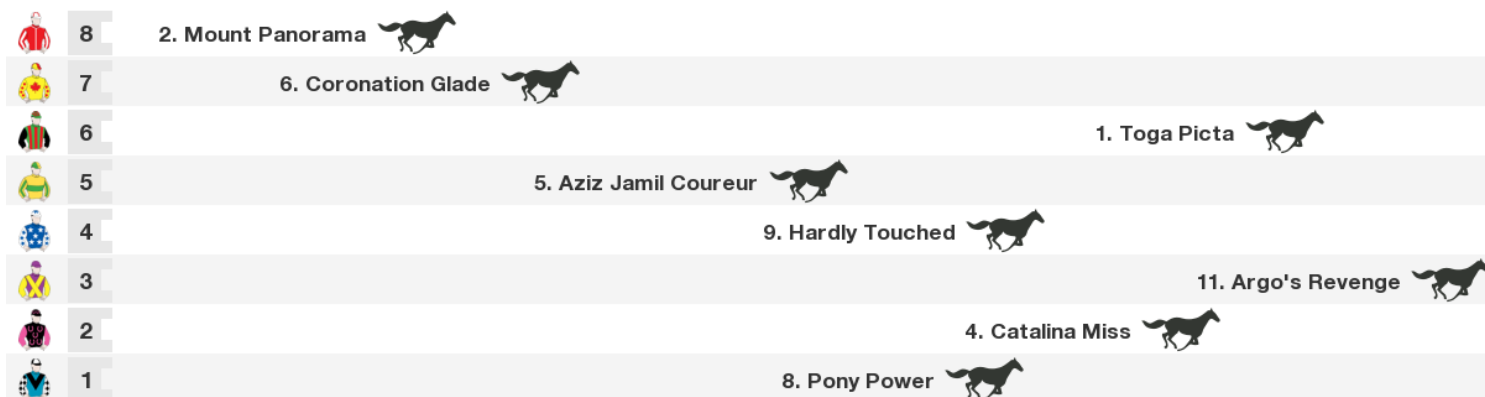 8 2. Mount Panorama
7 6. Coronation Glade
6 1. Toga Picta
5 5. Aziz Jamil Coureur
4 9. Hardly Touched
3 11. Argo's Revenge
2 4. Catalina Miss
1 8. Pony Power